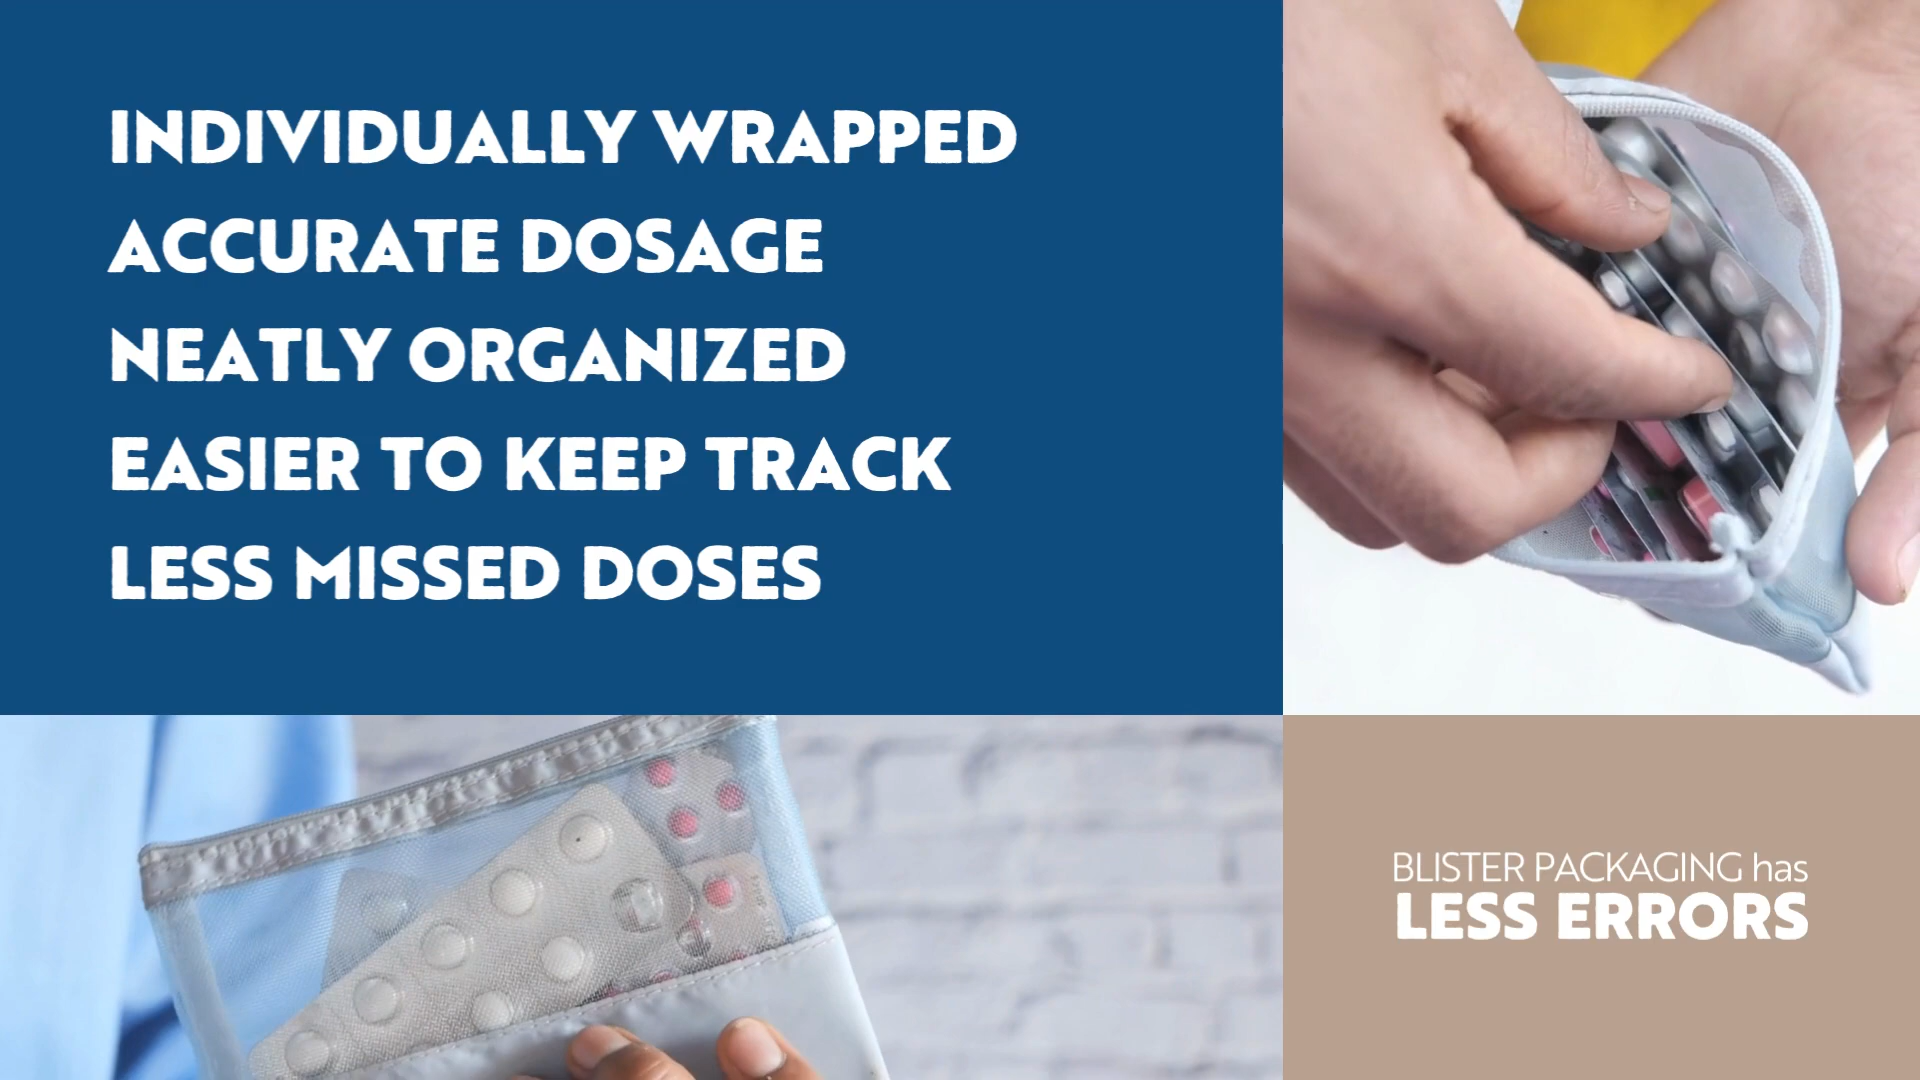 INDIVIDUALLY WRAPPED
ACCURATE DOSAGE
NEATLY ORGANIZED
EASIER TO KEEP TRACK
LESS MISSED DOSES
BLISTER PACKAGING has
LESS ERRORS